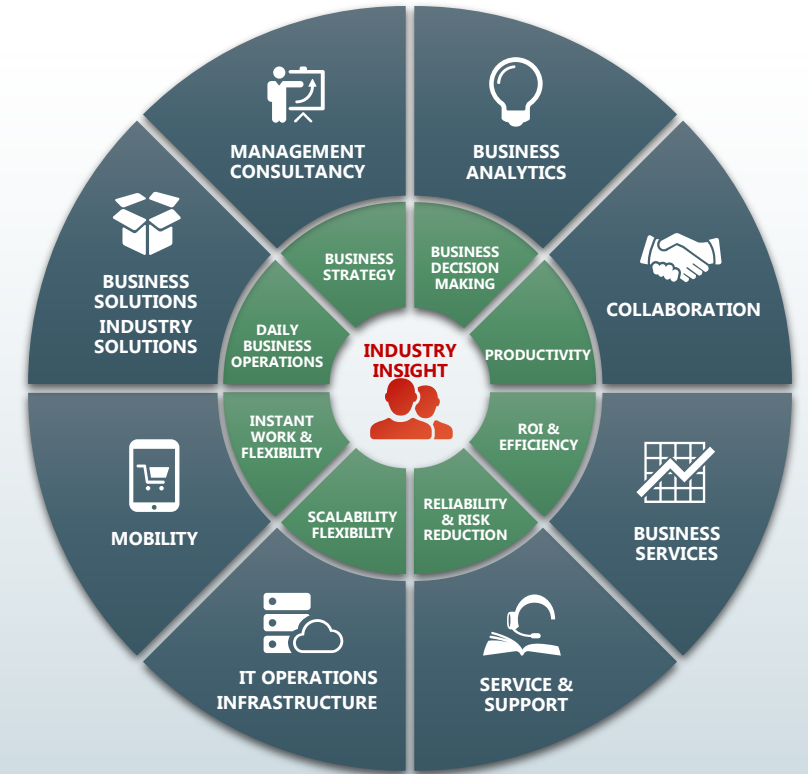 MANAGEMENT
CONSULTANCY
BUSINESS
ANALYTICS
COLLABORATION
BUSINESS
SERVICES
SERVICE &
SUPPORT
IT OPERATIONS
INFRASTRUCTURE
MOBILITY
BUSINESS
SOLUTIONS
INDUSTRY
SOLUTIONS
BUSINESS
STRATEGY
BUSINESS
DECISION
MAKING
PRODUCTIVITY
ROI &
EFFICIENCY
RELIABILITY
& RISK
REDUCTION
SCALABILITY
FLEXIBILITY
INSTANT
WORK &
FLEXIBILITY
DAILY
BUSINESS
OPERATIONS
INDUSTRY
INSIGHT